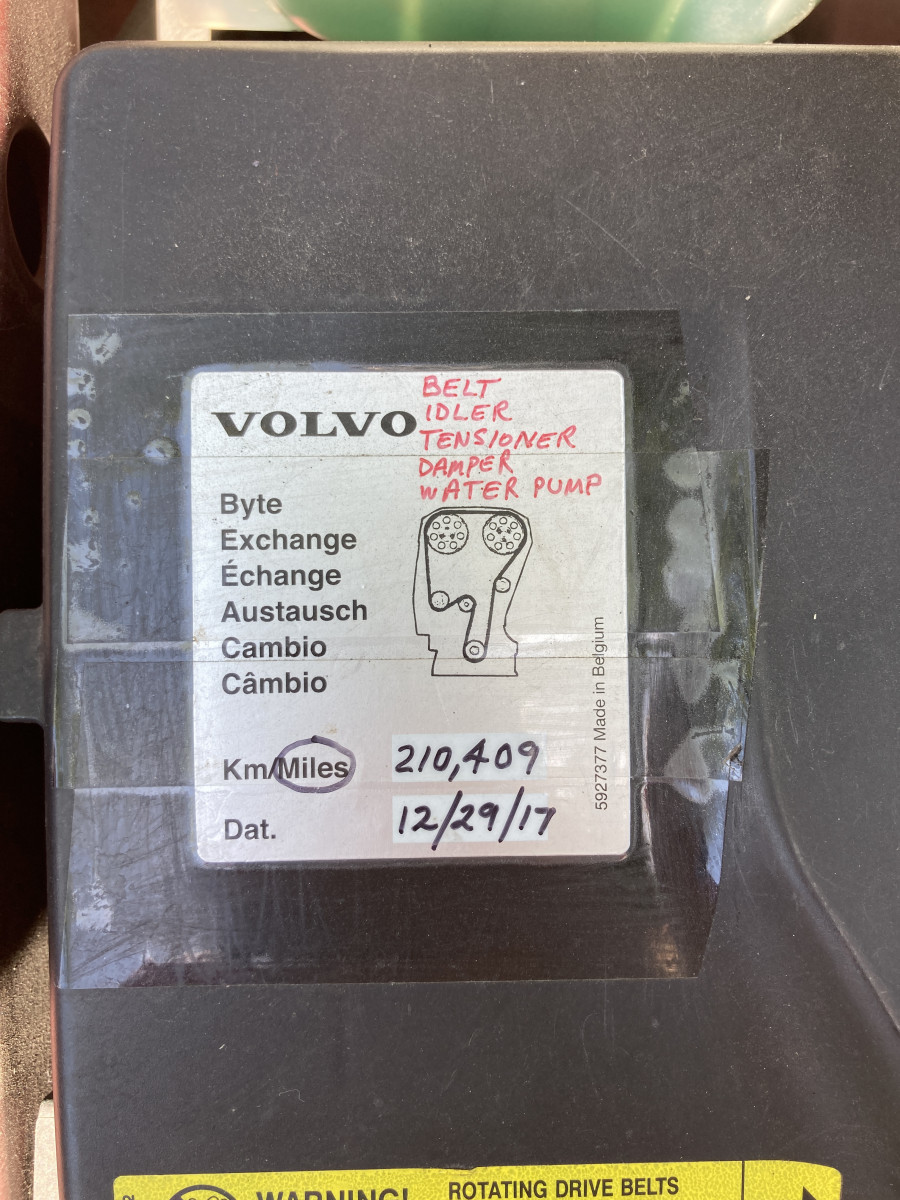 VOLVO
BELT
IDLER
TENSIONER
DAMPER
WATER PUMP
Byte
Exchange
Échange
Austausch
Cambio
Câmbio
Km/Miles 210,409
Dat. 12/29/17
5927377 Made in Belgium
WARNING! ROTATING DRIVE BELTS